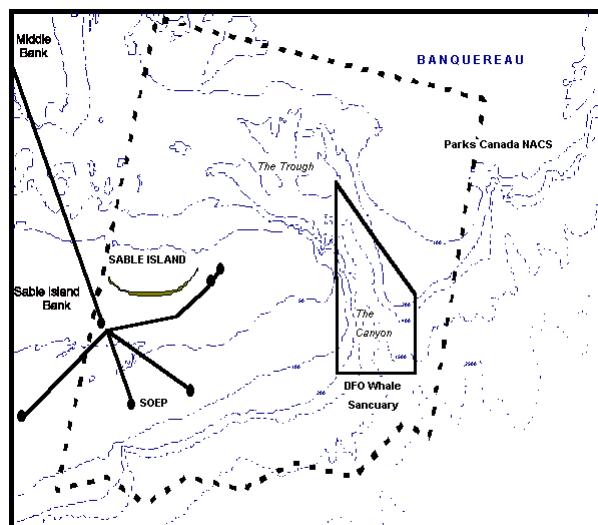 Middle
Bank
BANQUEREAU
Parks Canada NACS
The Trough
SABLE ISLAND
Sable Island
Bank
The
Canyon
DFO Whale
Sancuary
SOEP